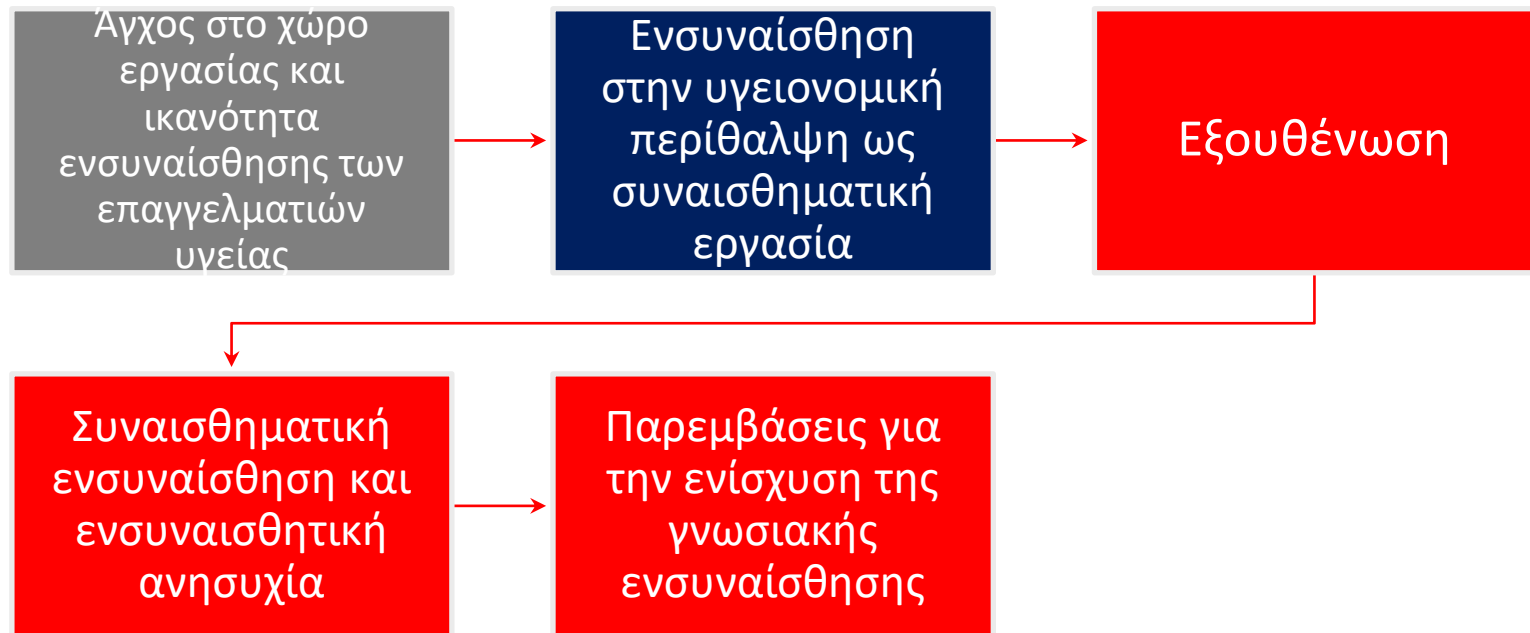 Άγχος στο χώρο
εργασίας και
ικανότητα
ενσυναίσθησης των
επαγγελματιών
υγείας
Ενσυναίσθηση
στην υγειονομική
περίθαλψη ως
συναισθηματική
εργασία
Εξουθένωση
Συναισθηματική
ενσυναίσθηση και
ενσυναισθητική
ανησυχία
Παρεμβάσεις για
την ενίσχυση της
γνωσιακής
ενσυναίσθησης